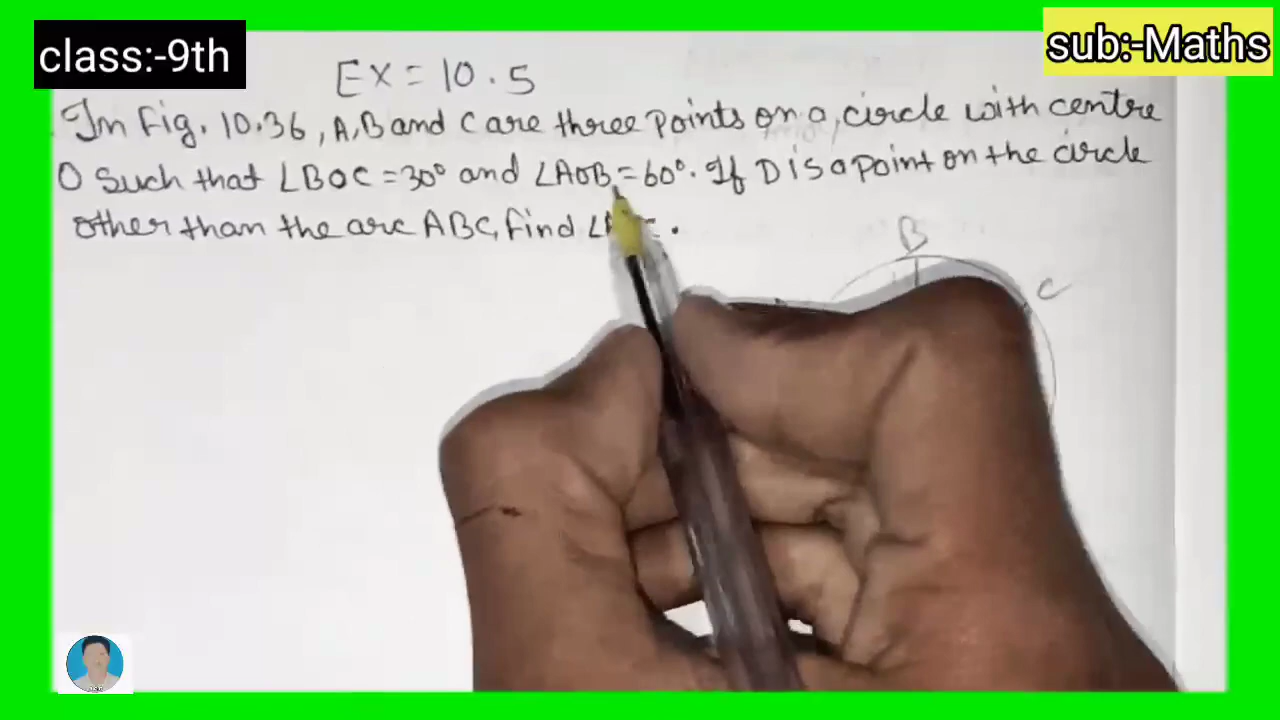 class:-9th
sub:-Maths
Ex = 10.5
In Fig. 10.36, A, B and C are three points on a circle with centre
O such that ∠BOC = 30° and ∠AOB = 60°. If D is a point on the circle
other than the arc ABC, find ∠A
B
C